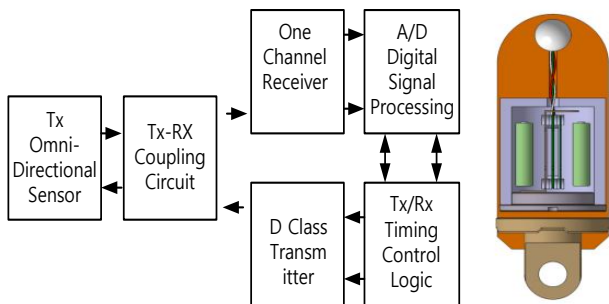 One
Channel
Receiver
A/D
Digital
Signal
Processing
Tx
Omni-
Directional
Sensor
Tx-RX
Coupling
Circuit
D Class
Transm
itter
Tx/Rx
Timing
Control
Logic